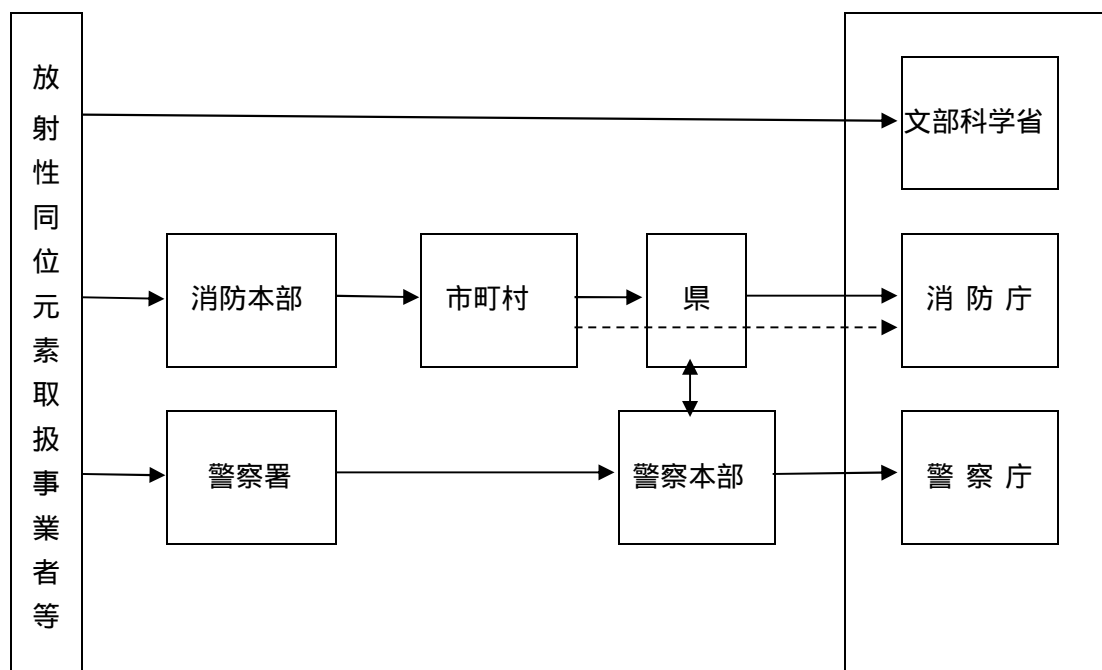 放射性同位元素取扱事業者等
文部科学省
消防本部
市町村
県
消防庁
警察署
警察本部
警察庁